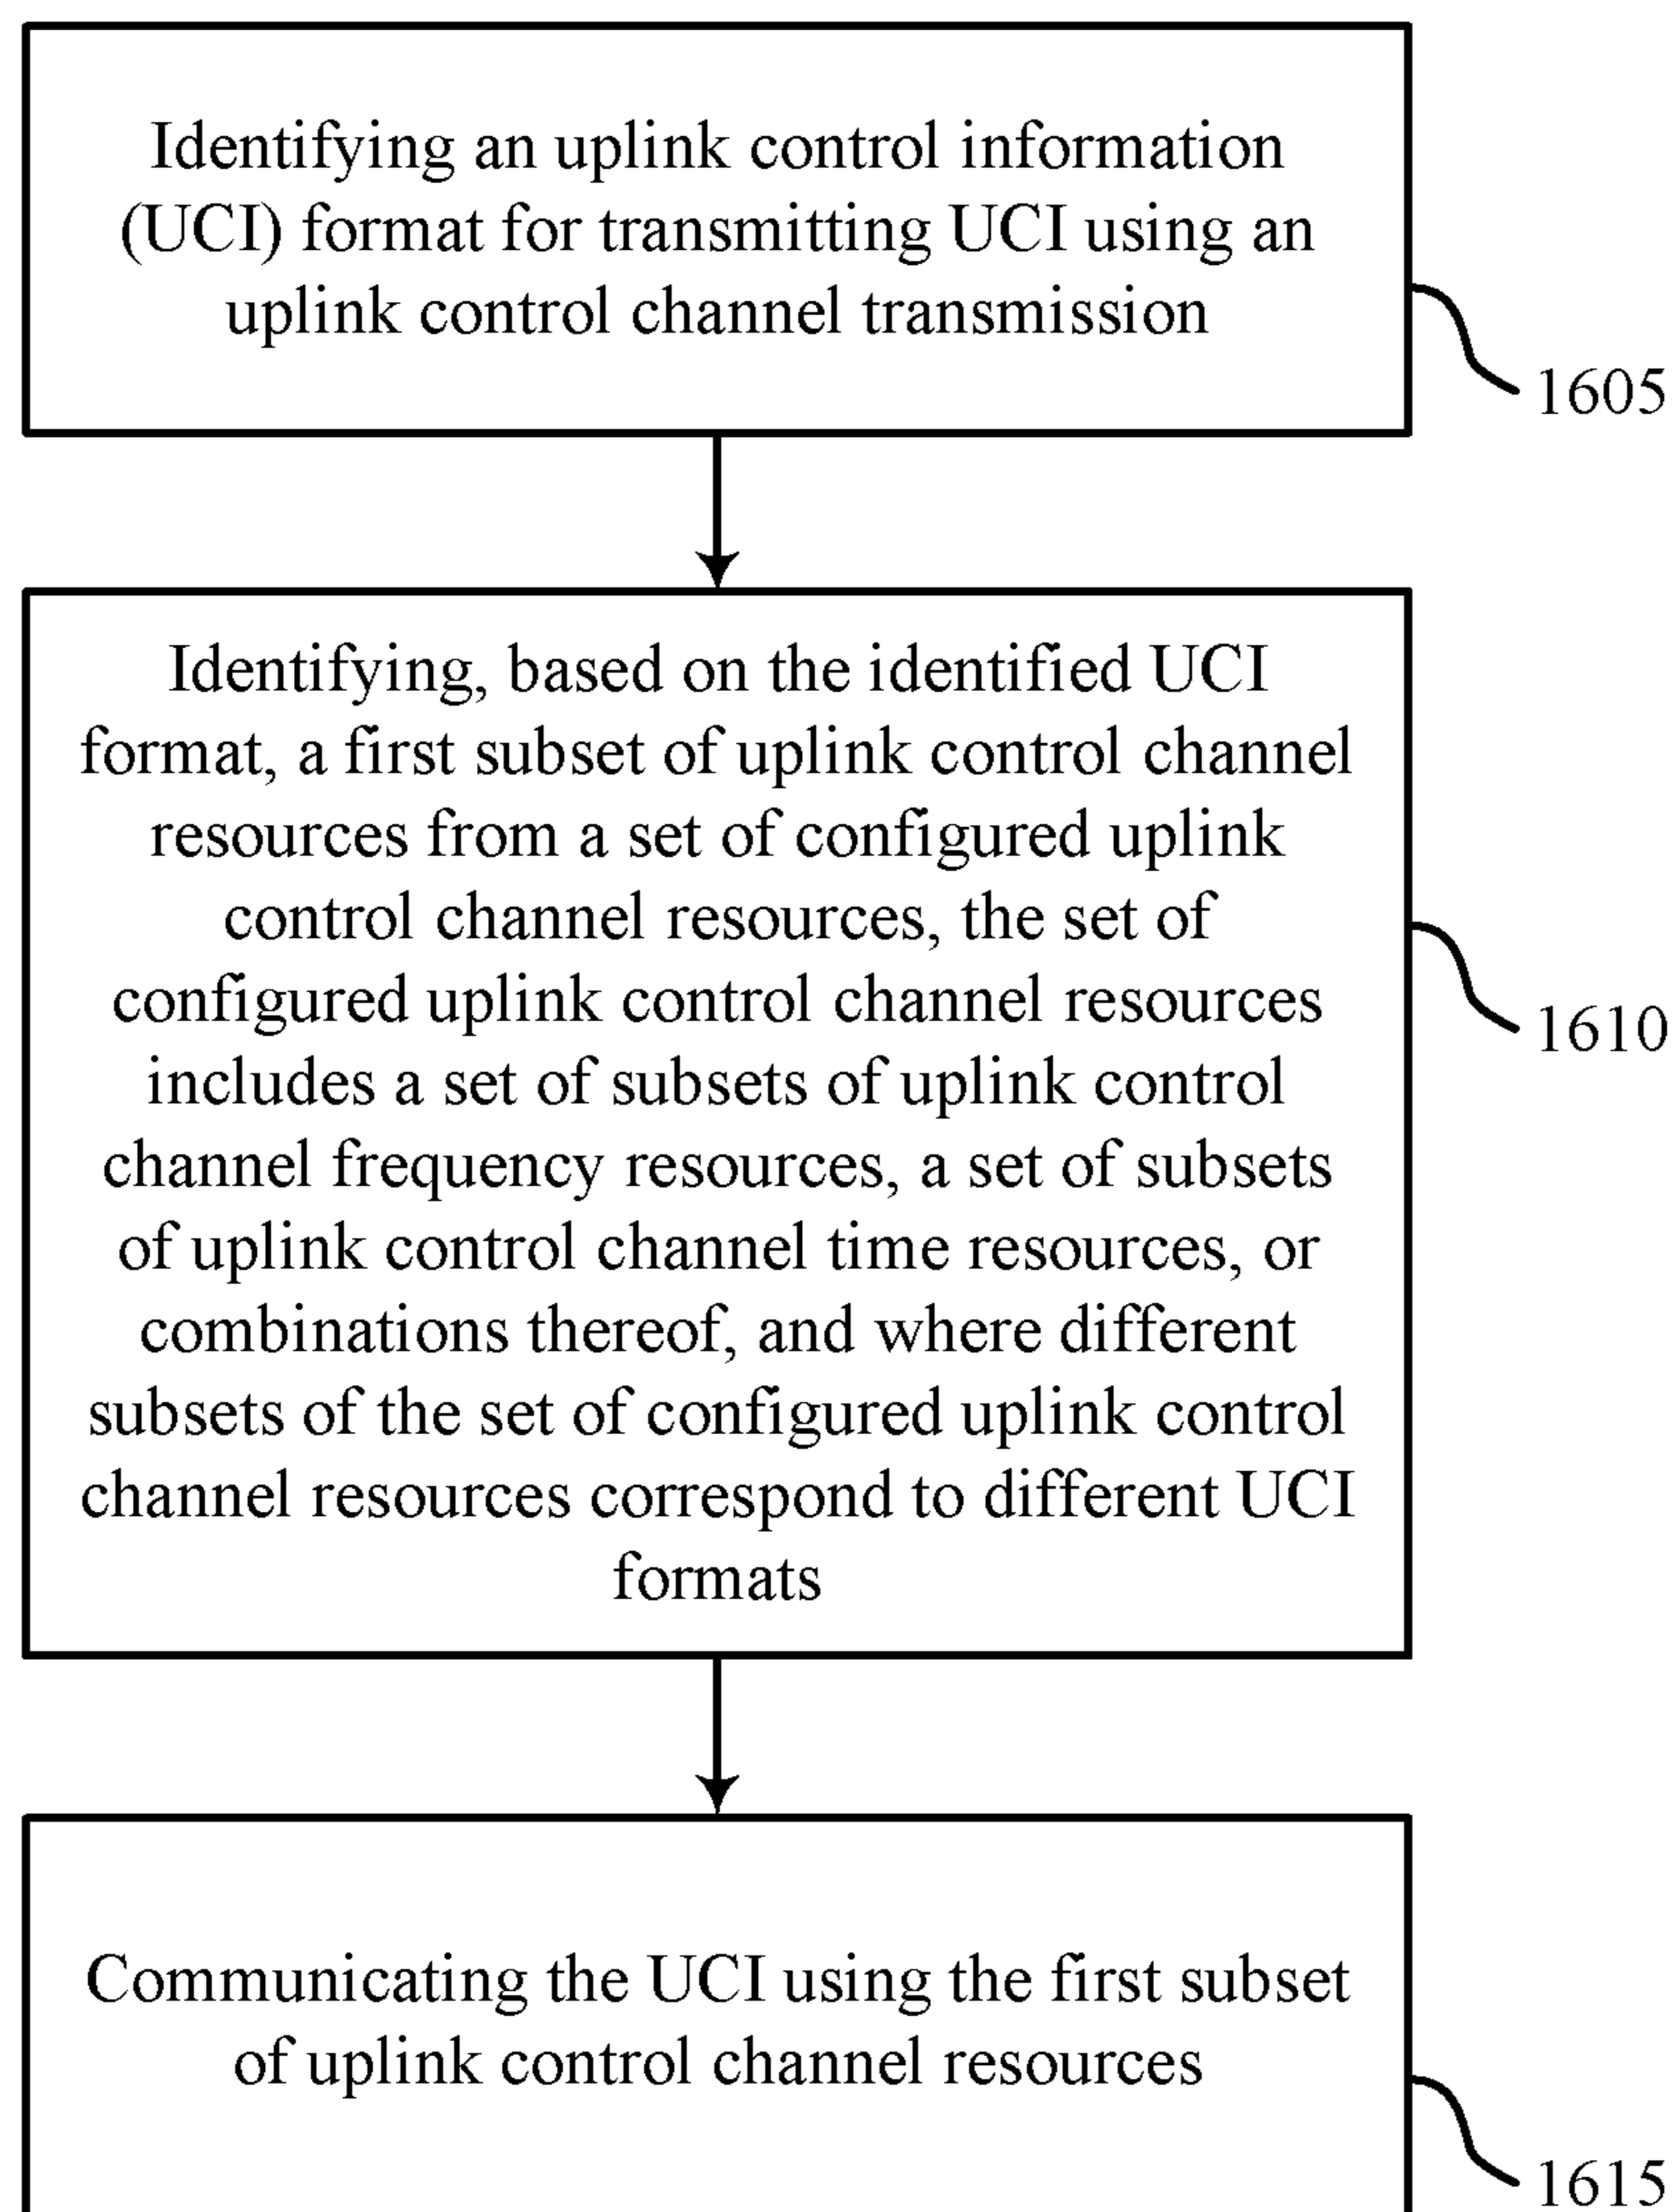 Identifying an uplink control information
(UCI) format for transmitting UCI using an
uplink control channel transmission
1605
Identifying, based on the identified UCI
format, a first subset of uplink control channel
resources from a set of configured uplink
control channel resources, the set of
configured uplink control channel resources
includes a set of subsets of uplink control
channel frequency resources, a set of subsets
of uplink control channel time resources, or
combinations thereof, and where different
subsets of the set of configured uplink control
channel resources correspond to different UCI
formats
1610
Communicating the UCI using the first subset
of uplink control channel resources
1615